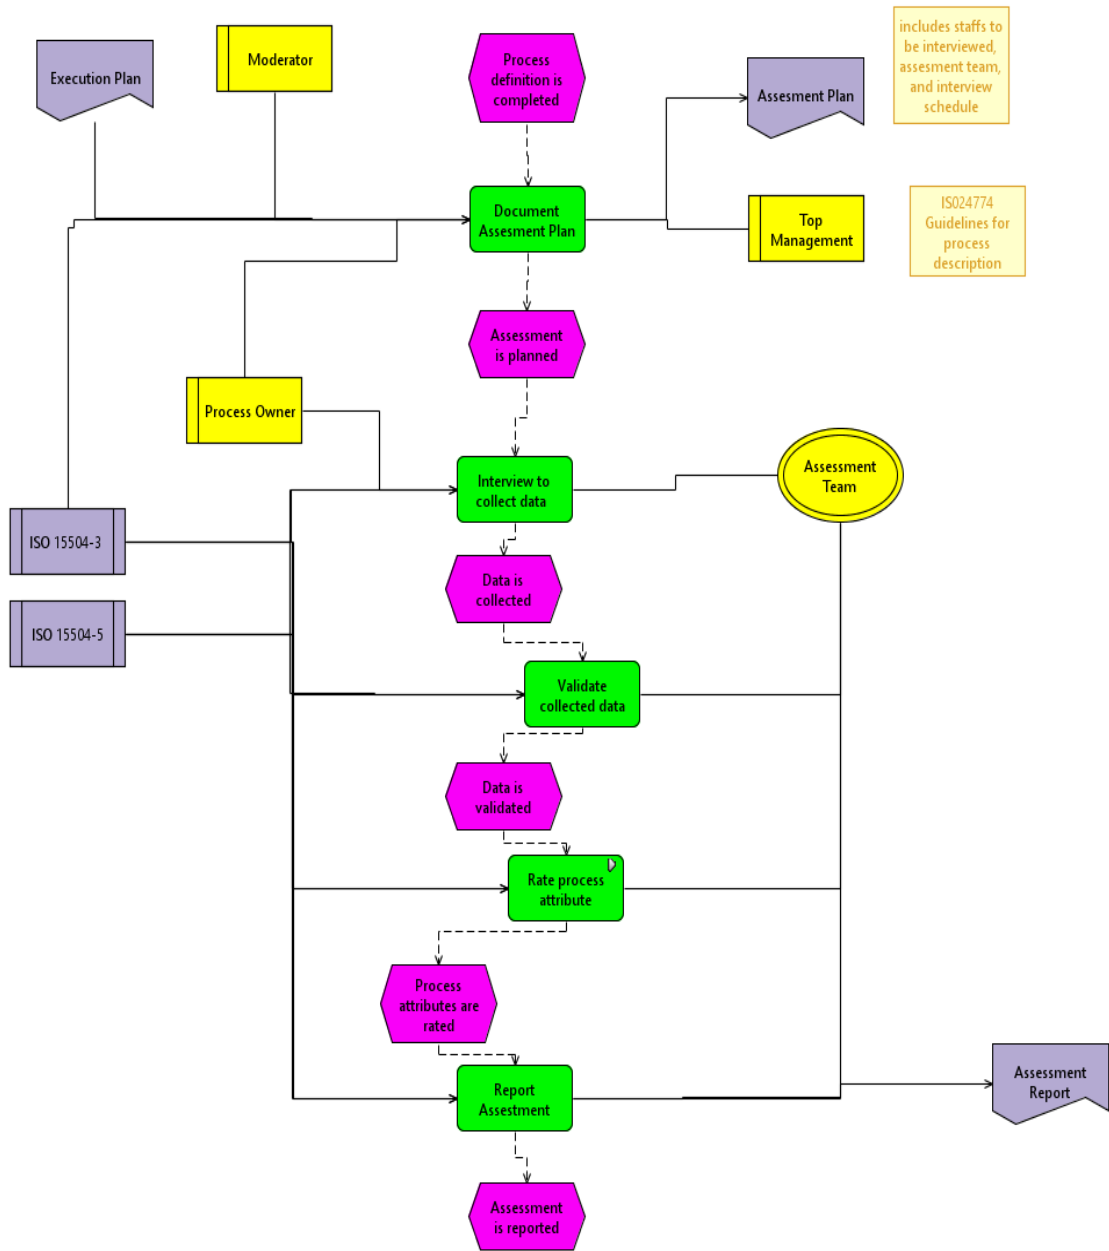 Execution Plan
Moderator
Process
definition is
completed
Assesment Plan
includes staffs to
be interviewed,
assesment team,
and interview
schedule
Document
Assesment Plan
Top
Management
IS024774
Guidelines for
process
description
Assessment
is planned
Process Owner
Interview to
collect data
Assessment
Team
ISO 15504-3
Data is
collected
ISO 15504-5
Validate
collected data
Data is
validated
Rate process
attribute
Process
attributes are
rated
Report
Assestment
Assessment
Report
Assessment
is reported